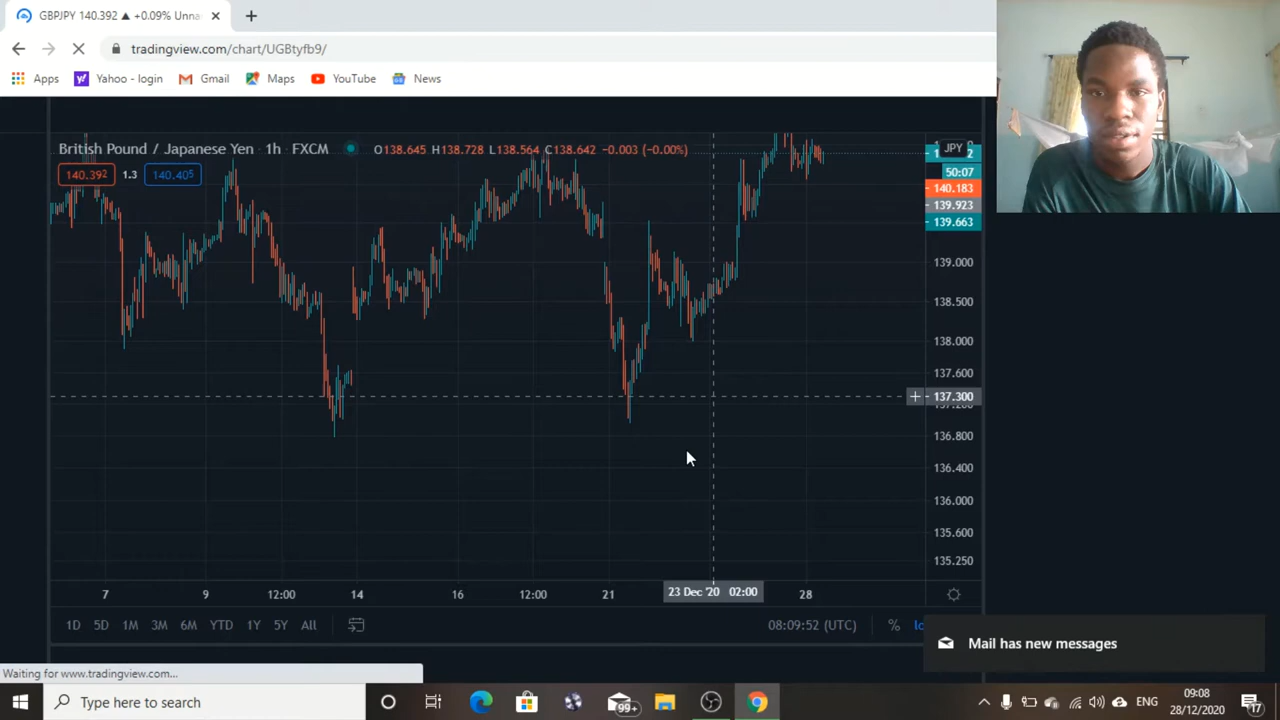 GBPJPY 140.392 ▲ +0.09% Unna
tradingview.com/chart/UGBtyfb9/
Apps Yahoo - login Gmail Maps YouTube News
British Pound / Japanese Yen · 1h · FXCM O138.645 H138.728 L138.564 C138.642 -0.003 (-0.00%)
JPY
140.392 1.3 140.405
50:07
140.183
139.923
139.663
139.000
138.500
138.000
137.600
137.300
136.800
136.400
136.000
135.600
135.250
7 9 12:00 14 16 12:00 21 23 Dec '20 02:00 28
1D 5D 1M 3M 6M YTD 1Y 5Y All 08:09:52 (UTC) %
Mail has new messages
Waiting for www.tradingview.com...
Type here to search
99+
ENG
09:08
28/12/2020
17